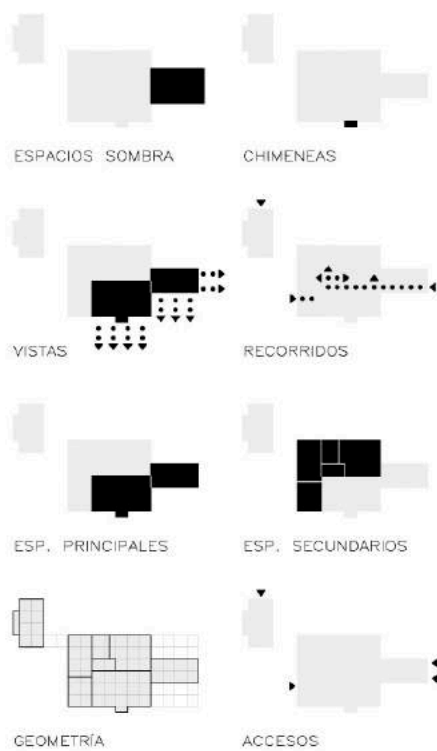 ESPACIOS SOMBRA
CHIMENEAS
VISTAS
RECORRIDOS
ESP. PRINCIPALES
ESP. SECUNDARIOS
GEOMETRÍA
ACCESOS